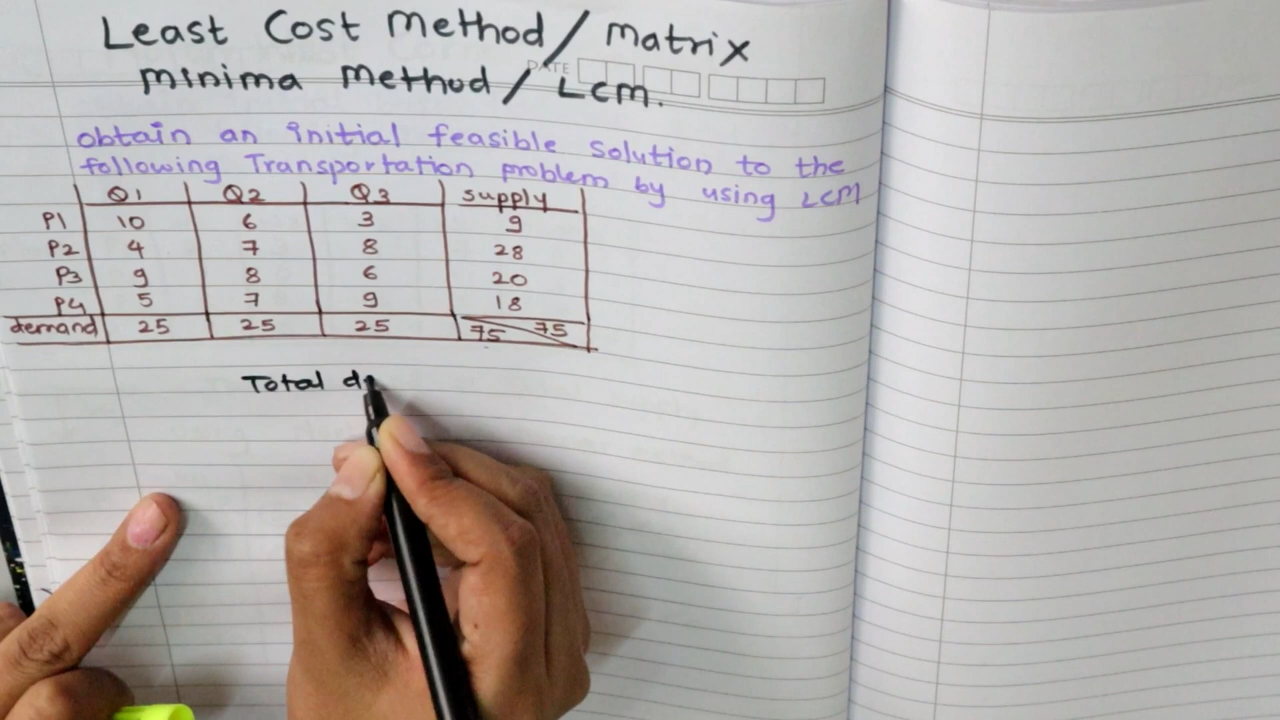 Least Cost Method / Matrix
DATE
minima method / Lcm.
obtain an initial feasible solution to the
following Transportation problem by using LCM
Q1 Q2 Q3 supply
P1 10 6 3 9
P2 4 7 8 28
P3 9 8 6 20
P4 5 7 9 18
demand 25 25 25 75 75
Total d